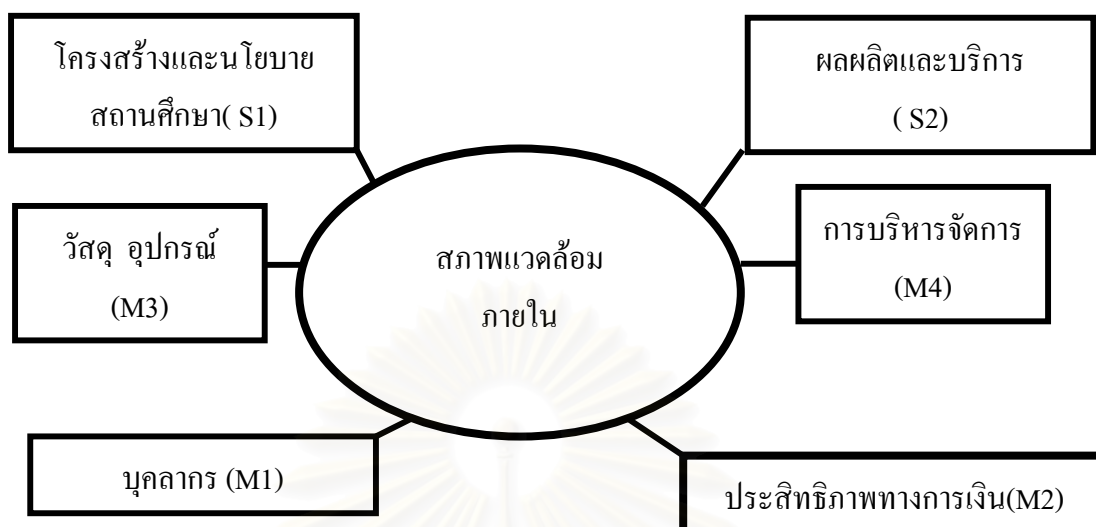 โครงสร้างและนโยบาย
สถานศึกษา( S1)
ผลผลิตและบริการ
( S2)
วัสดุ อุปกรณ์
(M3)
สภาพแวดล้อม
ภายใน
การบริหารจัดการ
(M4)
บุคลากร (M1)
ประสิทธิภาพทางการเงิน(M2)